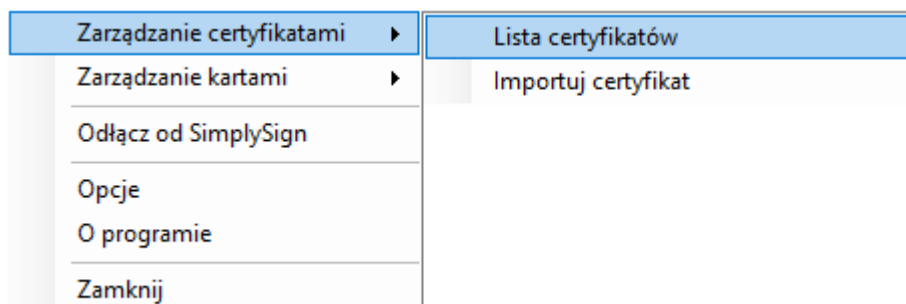 Zarządzanie certyfikatami
Lista certyfikatów
Zarządzanie kartami
Importuj certyfikat
Odłącz od SimplySign
Opcje
O programie
Zamknij